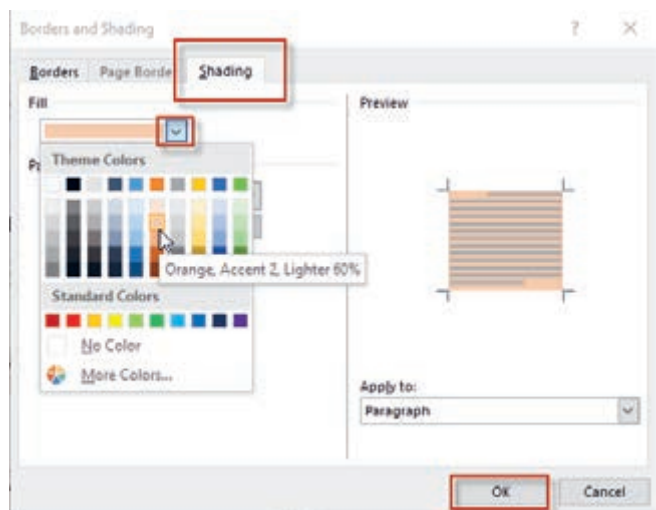 Borders and Shading
? ×
Borders Page Borde Shading
Fill
Preview
Theme Colors
Orange, Accent 2, Lighter 60%
Standard Colors
No Color
More Colors...
Apply to:
Paragraph
OK Cancel